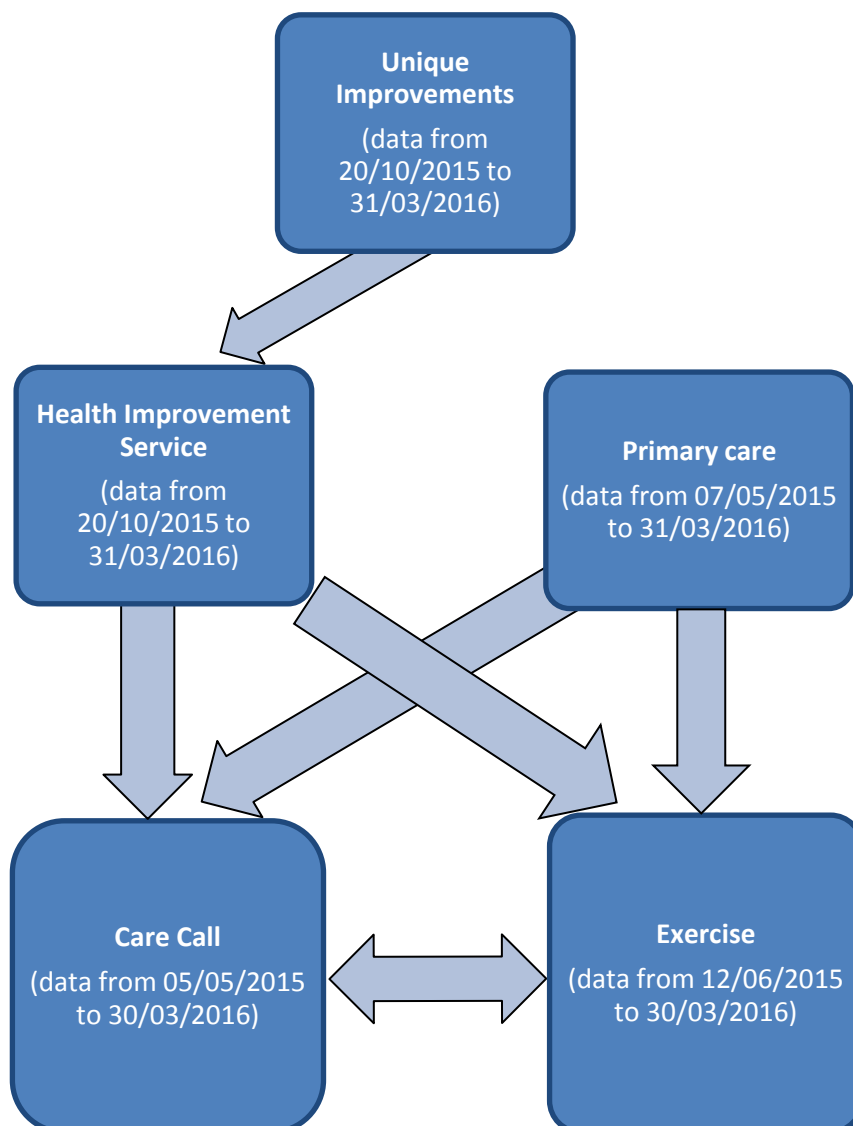 Unique
Improvements
(data from
20/10/2015 to
31/03/2016)
Health Improvement
Service
(data from
20/10/2015 to
31/03/2016)
Primary care
(data from 07/05/2015
to 31/03/2016)
Care Call
(data from 05/05/2015
to 30/03/2016)
Exercise
(data from 12/06/2015
to 30/03/2016)